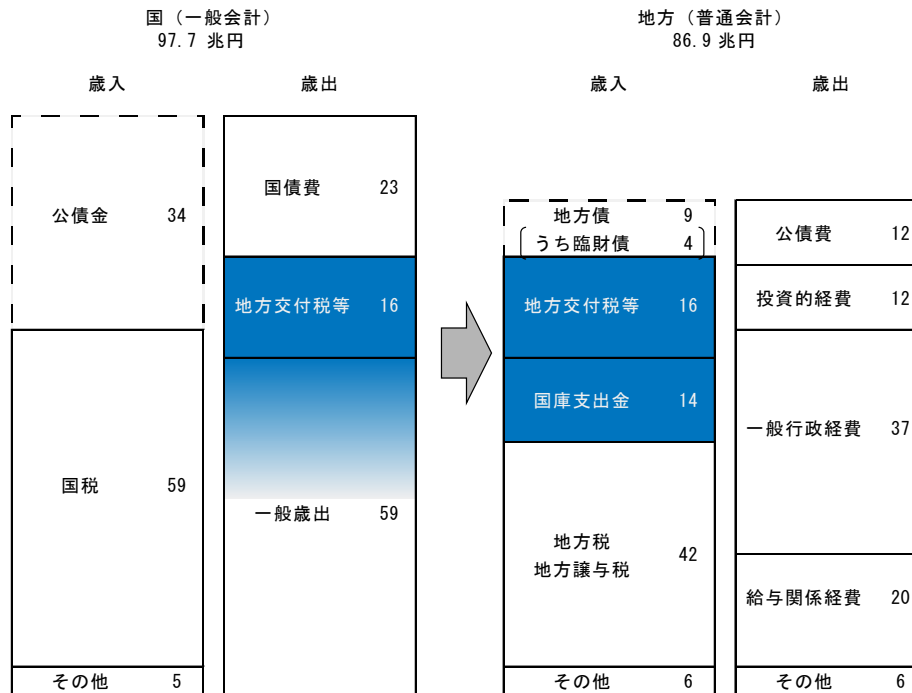 国（一般会計）
97.7 兆円
歳入
歳出
公債金 34
国税 59
その他 5
国債費 23
地方交付税等 16
一般歳出 59
地方（普通会計）
86.9 兆円
歳入
歳出
地方債 9
うち臨財債 4
地方交付税等 16
国庫支出金 14
地方税
地方譲与税 42
その他 6
公債費 12
投資的経費 12
一般行政経費 37
給与関係経費 20
その他 6